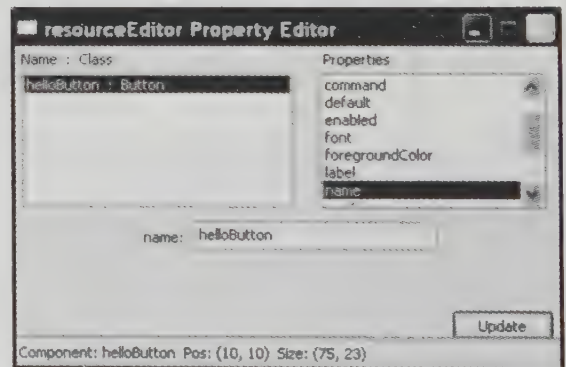 resourceEditor Property Editor
Name : Class
helloButton : Button
Properties
command
default
enabled
font
foregroundColor
label
name
name: helloButton
Update
Component: helloButton Pos: (10, 10) Size: (75, 23)